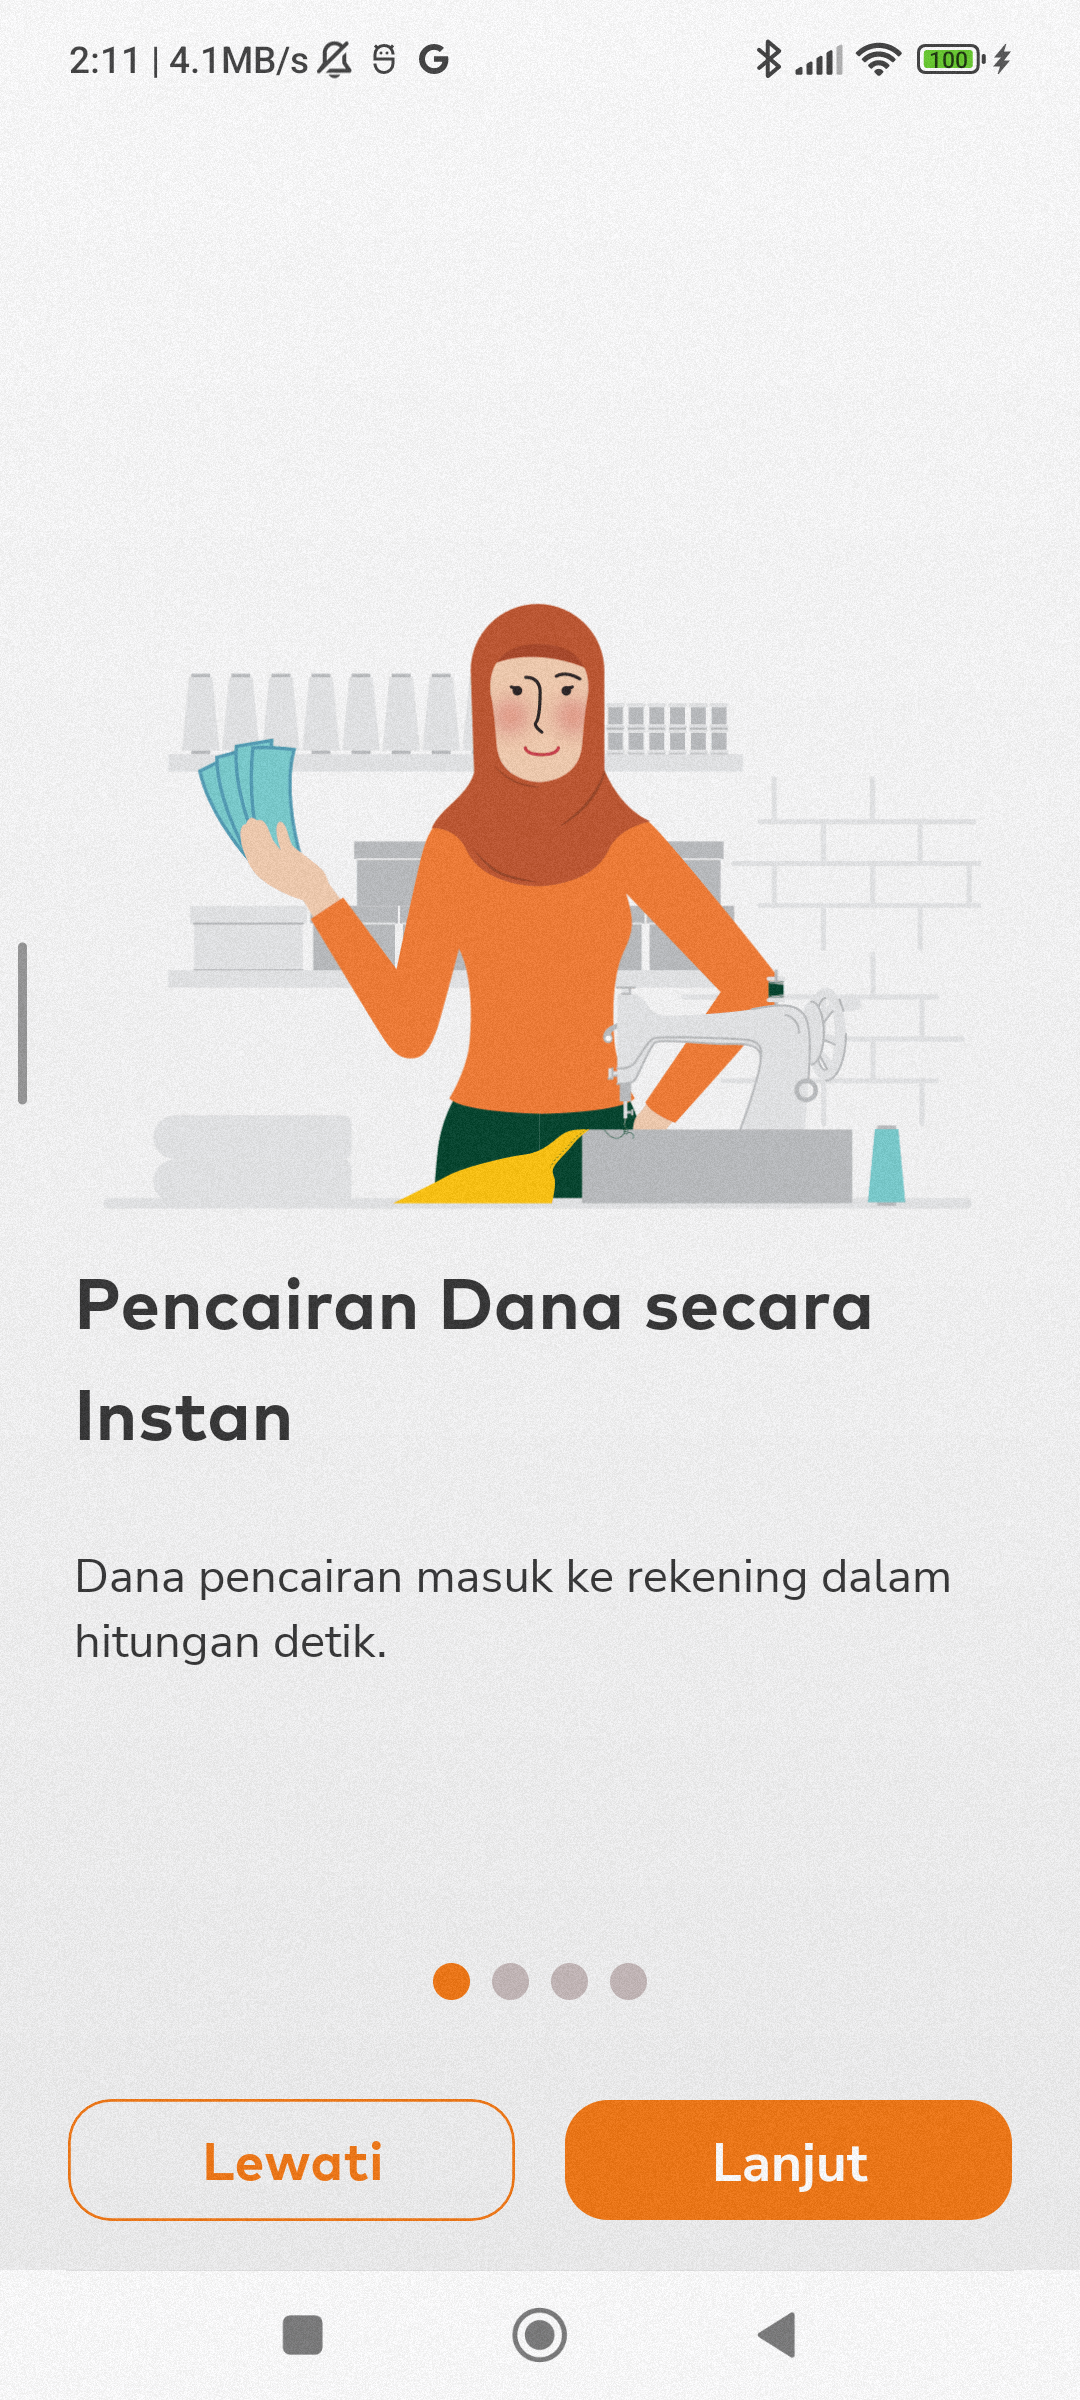 2:11 | 4.1MB/s
100
Pencairan Dana secara
Instan
Dana pencairan masuk ke rekening dalam
hitungan detik.
Lewati
Lanjut